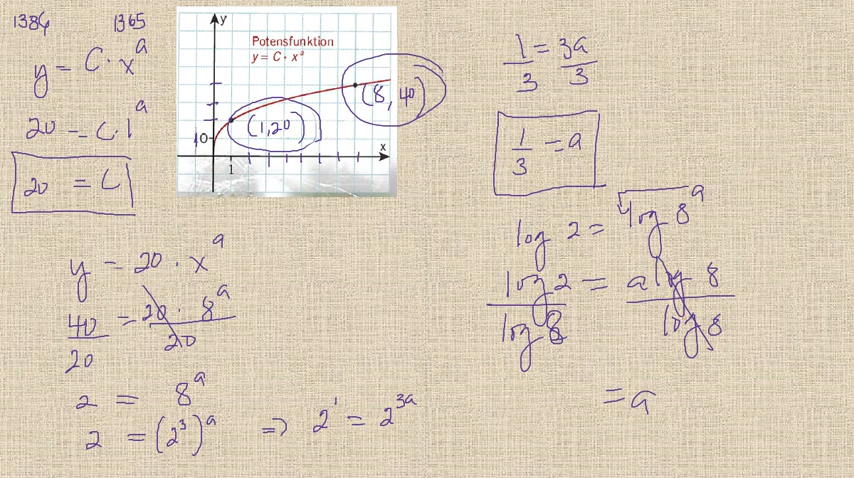 1386 1365
y = C · x^a
20 = C · 1^a
20 = C
y
Potensfunktion
y = C · x^a
(8, 40)
(1, 20)
10
1
x
y = 20 · x^a
40/20 = 20 · 8^a/20
2 = 8^a
2 = (2^3)^a => 2^1 = 2^3a
1/3 = 3a/3
1/3 = a
log 2 = log 8^a
log 2/log 8 = a log 8/log 8
= a